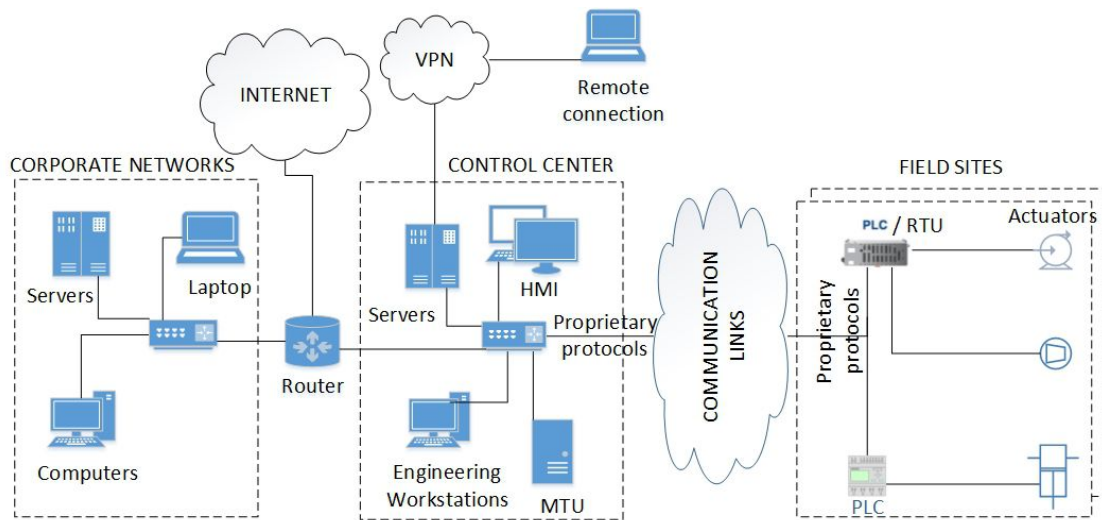 INTERNET
VPN
Remote
connection
CORPORATE NETWORKS
Servers
Laptop
Computers
Router
CONTROL CENTER
Servers
HMI
Proprietary
protocols
Engineering
Workstations
MTU
COMMUNICATION
LINKS
FIELD SITES
PLC / RTU
Actuators
Proprietary
protocols
PLC